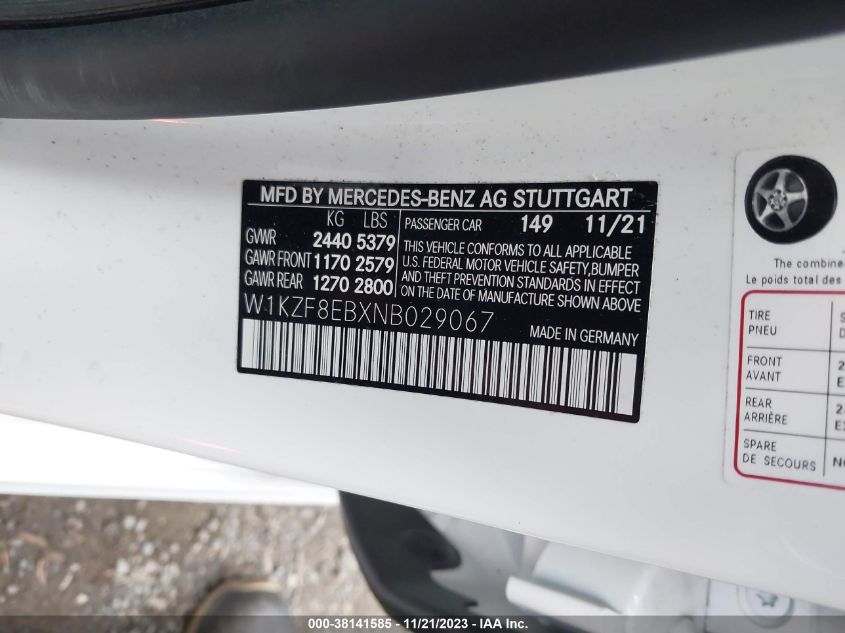 MFD BY MERCEDES-BENZ AG STUTTGART
KG LBS
GVWR 2440 5379
GAWR FRONT 1170 2579
GAWR REAR 1270 2800
PASSENGER CAR 149 11/21
THIS VEHICLE CONFORMS TO ALL APPLICABLE
U.S. FEDERAL MOTOR VEHICLE SAFETY, BUMPER
AND THEFT PREVENTION STANDARDS IN EFFECT
ON THE DATE OF MANUFACTURE SHOWN ABOVE
W1KZF8EBXNB029067
MADE IN GERMANY
The combine
Le poids total des
TIRE
PNEU
FRONT
AVANT
REAR
ARRIÈRE
SPARE
DE SECOURS
000-38141585 - 11/21/2023 - IAA Inc.